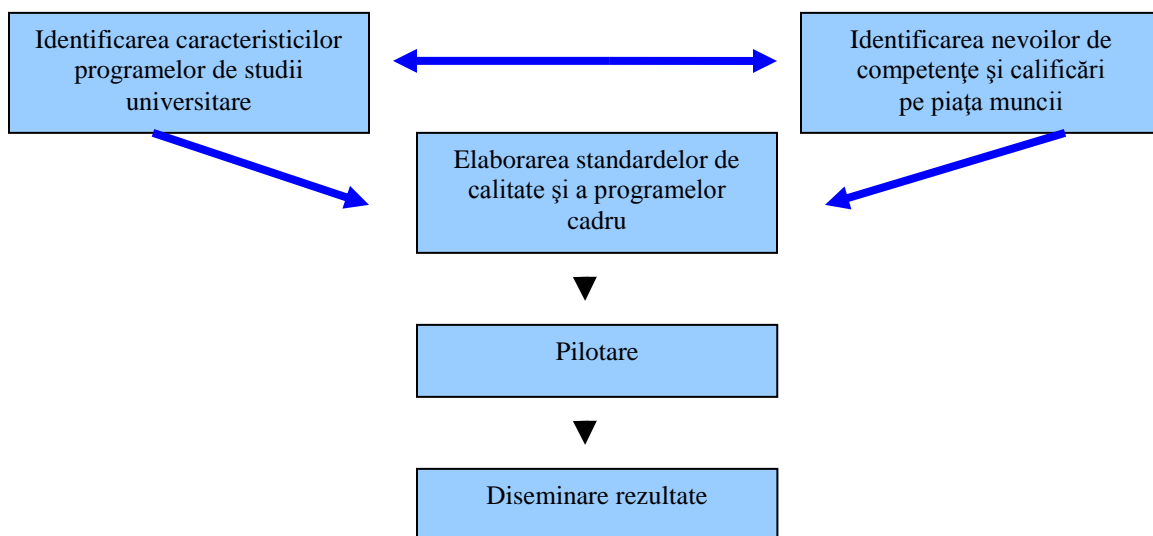 Identificarea caracteristicilor
programelor de studii
universitare
Identificarea nevoilor de
competenţe şi calificări
pe piaţa muncii
Elaborarea standardelor de
calitate şi a programelor
cadru
Pilotare
Diseminare rezultate